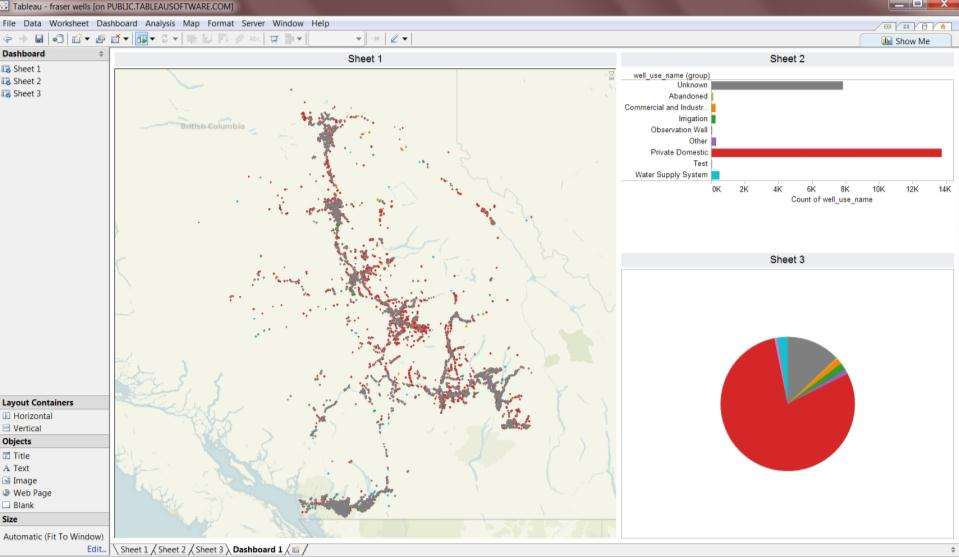 Tableau - fraser wells [on PUBLIC.TABLEAUSOFTWARE.COM]
File Data Worksheet Dashboard Analysis Map Format Server Window Help
Show Me
Dashboard
Sheet 1
Sheet 2
Sheet 3
Layout Containers
Horizontal
Vertical
Objects
Title
Text
Image
Web Page
Blank
Size
Automatic (Fit To Window)
Edit...
Sheet 1
British Columbia
Sheet 2
well_use_name (group)
Unknown
Abandoned
Commercial and Industr..
Irrigation
Observation Well
Other
Private Domestic
Test
Water Supply System
0K 2K 4K 6K 8K 10K 12K 14K
Count of well_use_name
Sheet 3
Sheet 1 Sheet 2 Sheet 3 Dashboard 1